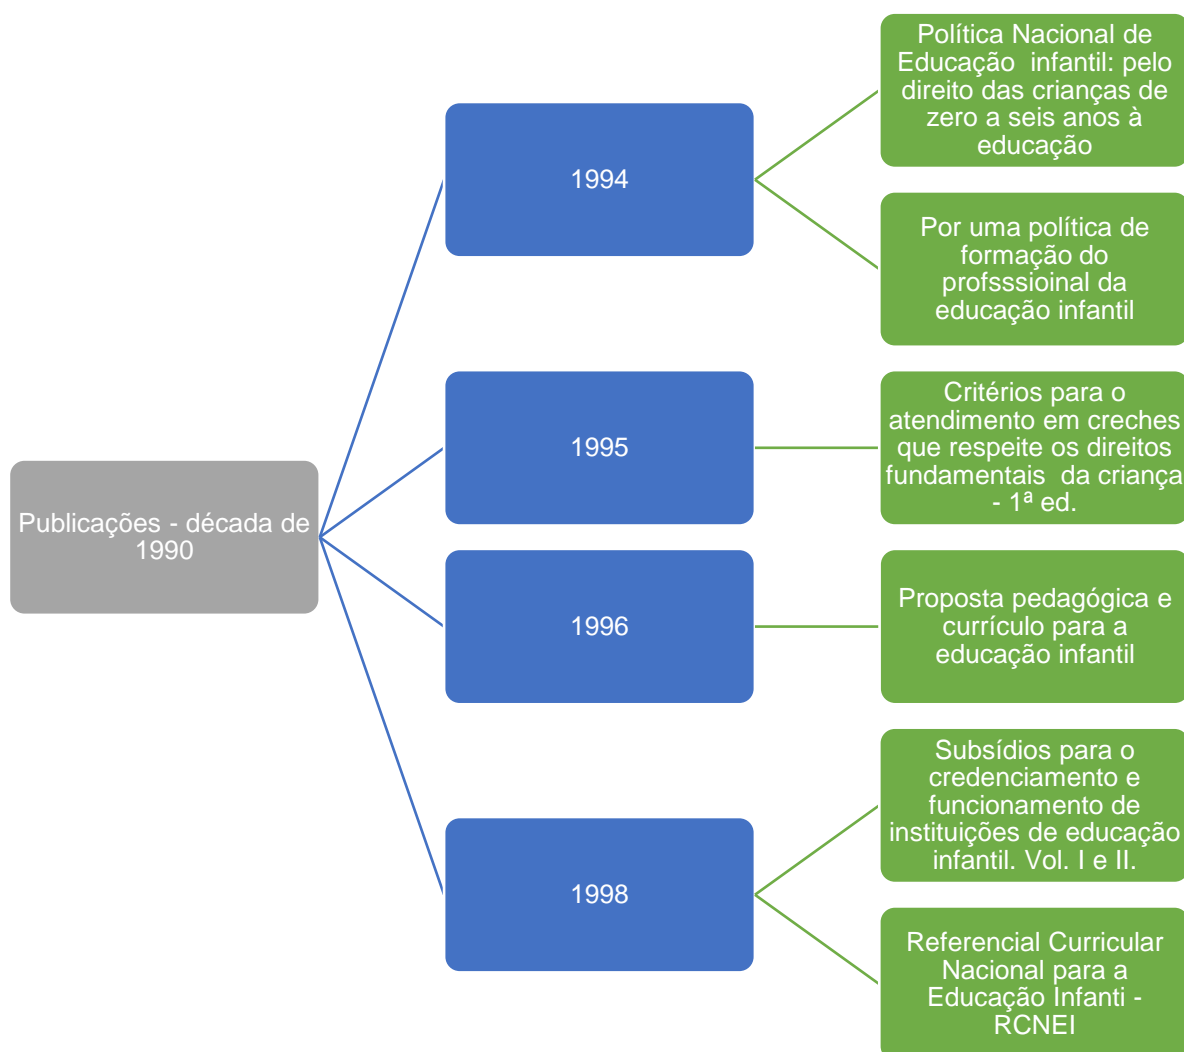 Publicações - década de
1990
1994
Política Nacional de
Educação  infantil: pelo
direito das crianças de
zero a seis anos à
educação
Por uma política de
formação do
profsssioinal da
educação infantil
1995
Critérios para o
atendimento em creches
que respeite os direitos
fundamentais  da criança
- 1ª ed.
1996
Proposta pedagógica e
currículo para a
educação infantil
1998
Subsídios para o
credenciamento e
funcionamento de
instituições de educação
infantil. Vol. I e II.
Referencial Curricular
Nacional para a
Educação Infanti -
RCNEI